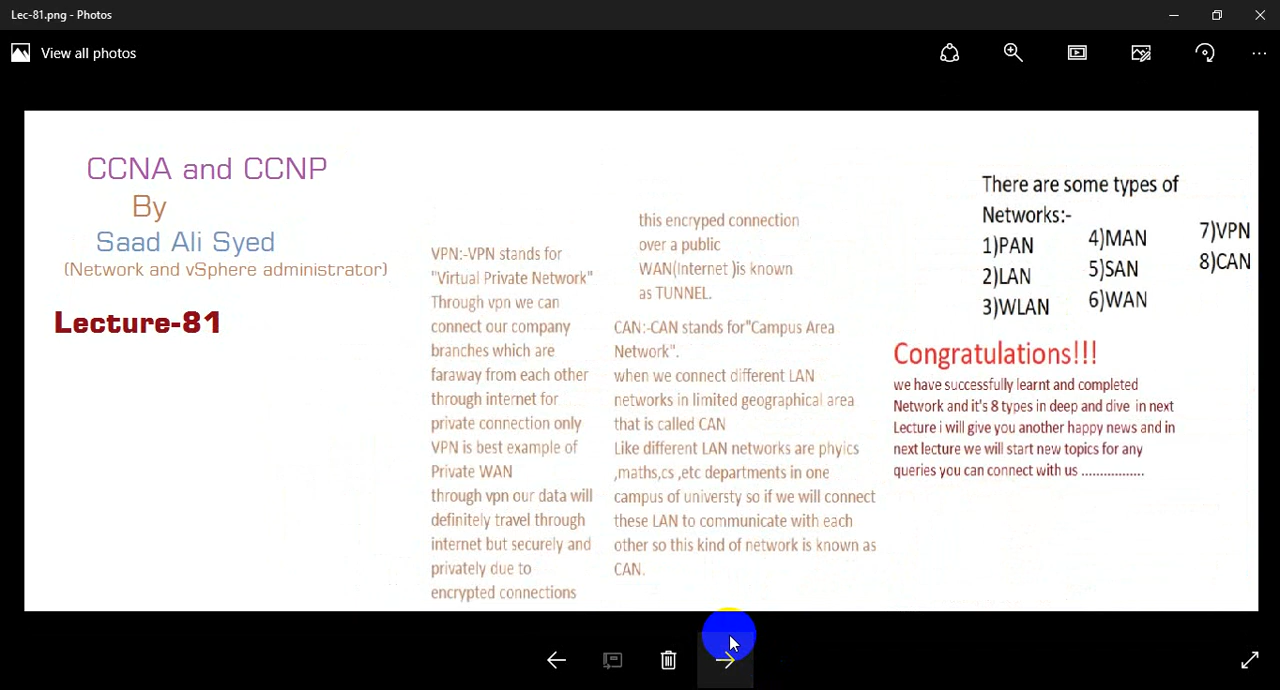 Lec-81.png - Photos
View all photos
CCNA and CCNP
By
Saad Ali Syed
(Network and vSphere administrator)
Lecture-81
VPN:-VPN stands for
"Virtual Private Network"
Through vpn we can
connect our company
branches which are
faraway from each other
through internet for
private connection only
VPN is best example of
Private WAN
through vpn our data will
definitely travel through
internet but securely and
privately due to
encrypted connections
this encryped connection
over a public
WAN(Internet )is known
as TUNNEL.
CAN:-CAN stands for"Campus Area
Network".
when we connect different LAN
networks in limited geographical area
that is called CAN
Like different LAN networks are phyics
,maths,cs ,etc departments in one
campus of universty so if we will connect
these LAN to communicate with each
other so this kind of network is known as
CAN.
There are some types of
Networks:-
1)PAN
2)LAN
3)WLAN
4)MAN
5)SAN
6)WAN
7)VPN
8)CAN
Congratulations!!!
we have successfully learnt and completed
Network and it's 8 types in deep and dive in next
Lecture i will give you another happy news and in
next lecture we will start new topics for any
queries you can connect with us .................